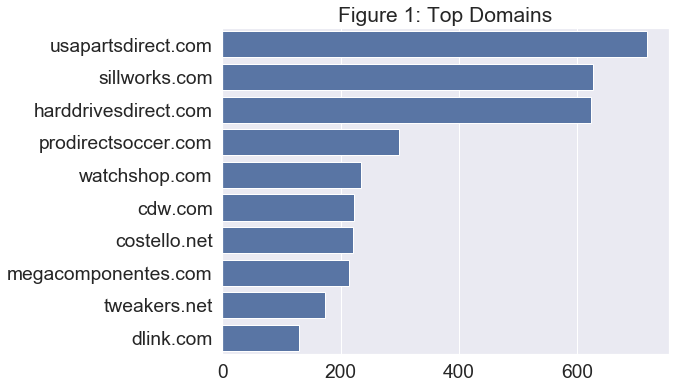 Figure 1: Top Domains
usapartsdirect.com
sillworks.com
harddrivesdirect.com
prodirectsoccer.com
watchshop.com
cdw.com
costello.net
megacomponentes.com
tweakers.net
dlink.com
0 200 400 600